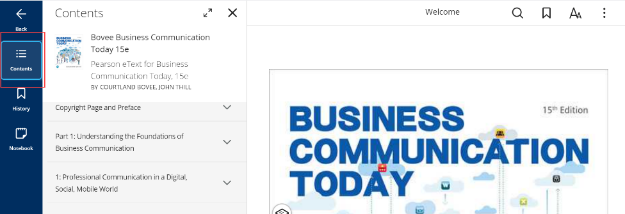 Back
Contents
History
Notebook
Contents
Bovee Business Communication
Today 15e
Pearson eText for Business
Communication Today, 15e
BY COURTLAND BOVEE, JOHN THILL
Copyright Page and Preface
Part 1: Understanding the Foundations of
Business Communication
1: Professional Communication in a Digital,
Social, Mobile World
Welcome
AA
15th Edition
BUSINESS
COMMUNICATION
TODAY